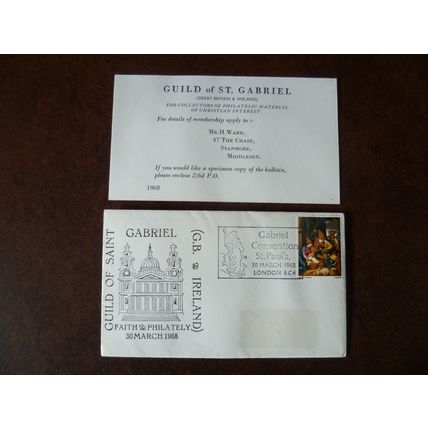 GUILD of ST. GABRIEL
(GREAT BRITAIN & IRELAND)
FOR COLLECTORS OF PHILATELIC MATERIAL
OF CHRISTIAN INTEREST
For details of membership apply to :-
MR. H. WARD,
47 THE CHASE,
STANMORE,
MIDDLESEX.
If you would like a specimen copy of the bulletin,
please enclose 2/6d P.O.
1968
GUILD OF SAINT
GABRIEL
(G.B. & IRELAND)
FAITH & PHILATELY
30 MARCH 1968
Gabriel
Convention
St. Paul's,
30 MARCH 1968
LONDON EC4